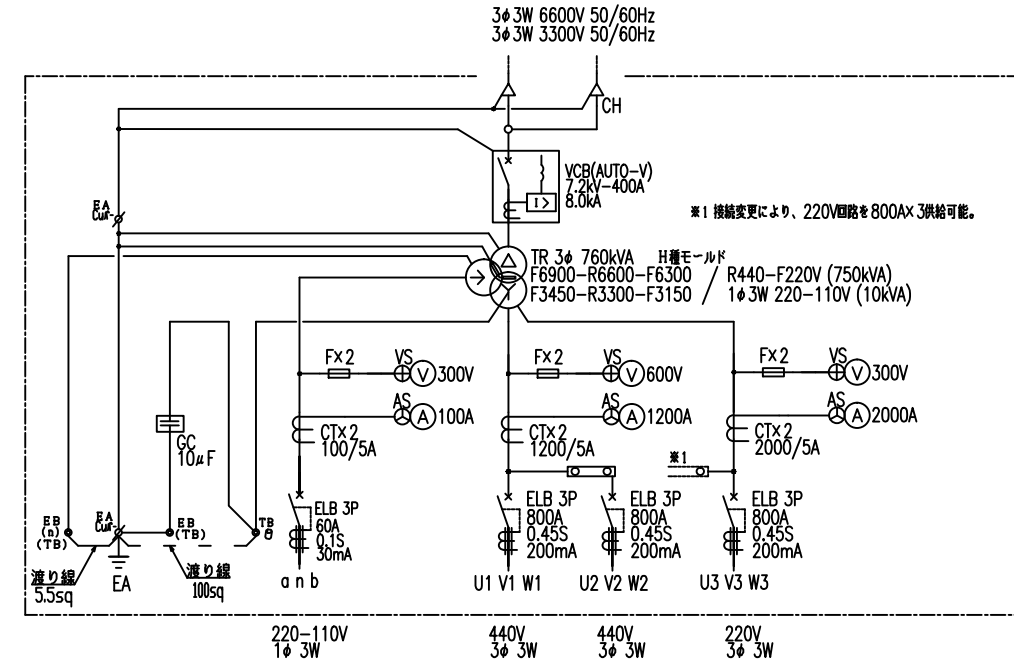 3φ3W 6600V 50/60Hz
3φ3W 3300V 50/60Hz
CH
VCB(AUTO-V)
7.2kV-400A
8.0kA
I>
※1 接続変更により、220V回路を800A×3供給可能。
EA
TR 3φ 760kVA H種モールド
F6900-R6600-F6300 / R440-F220V (750kVA)
F3450-R3300-F3150 / 1φ3W 220-110V (10kVA)
F×2 VS V 300V
F×2 VS V 600V
F×2 VS V 300V
AS A 100A
AS A 1200A
AS A 2000A
CT×2
100/5A
CT×2
1200/5A
CT×2
2000/5A
GC
10μF
※1
ELB 3P
60A
0.1S
30mA
ELB 3P
800A
0.45S
200mA
ELB 3P
800A
0.45S
200mA
ELB 3P
800A
0.45S
200mA
EB
(n)
(TB)
EA
EB
(TB)
TB
θ
渡り線
5.5sq
EA
渡り線
100sq
a n b
U1 V1 W1
U2 V2 W2
U3 V3 W3
220-110V
1φ 3W
440V
3φ 3W
440V
3φ 3W
220V
3φ 3W